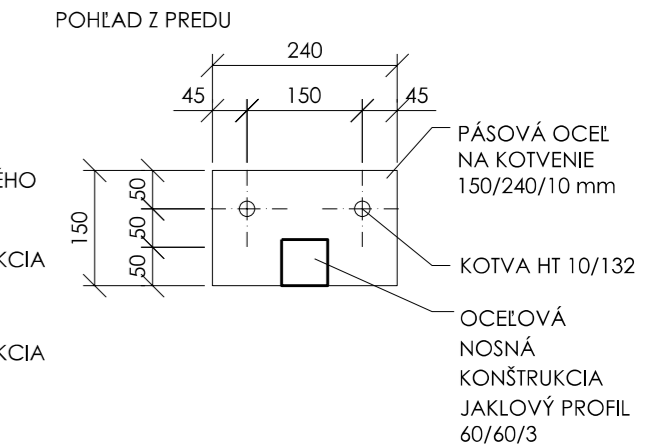 POHĽAD Z PREDU
240
45 150 45
PÁSOVÁ OCEĽ
NA KOTVENIE
150/240/10 mm
ÉHO
KCIA
KCIA
150
50
50
50
KOTVA HT 10/132
OCEĽOVÁ
NOSNÁ
KONŠTRUKCIA
JAKLOVÝ PROFIL
60/60/3